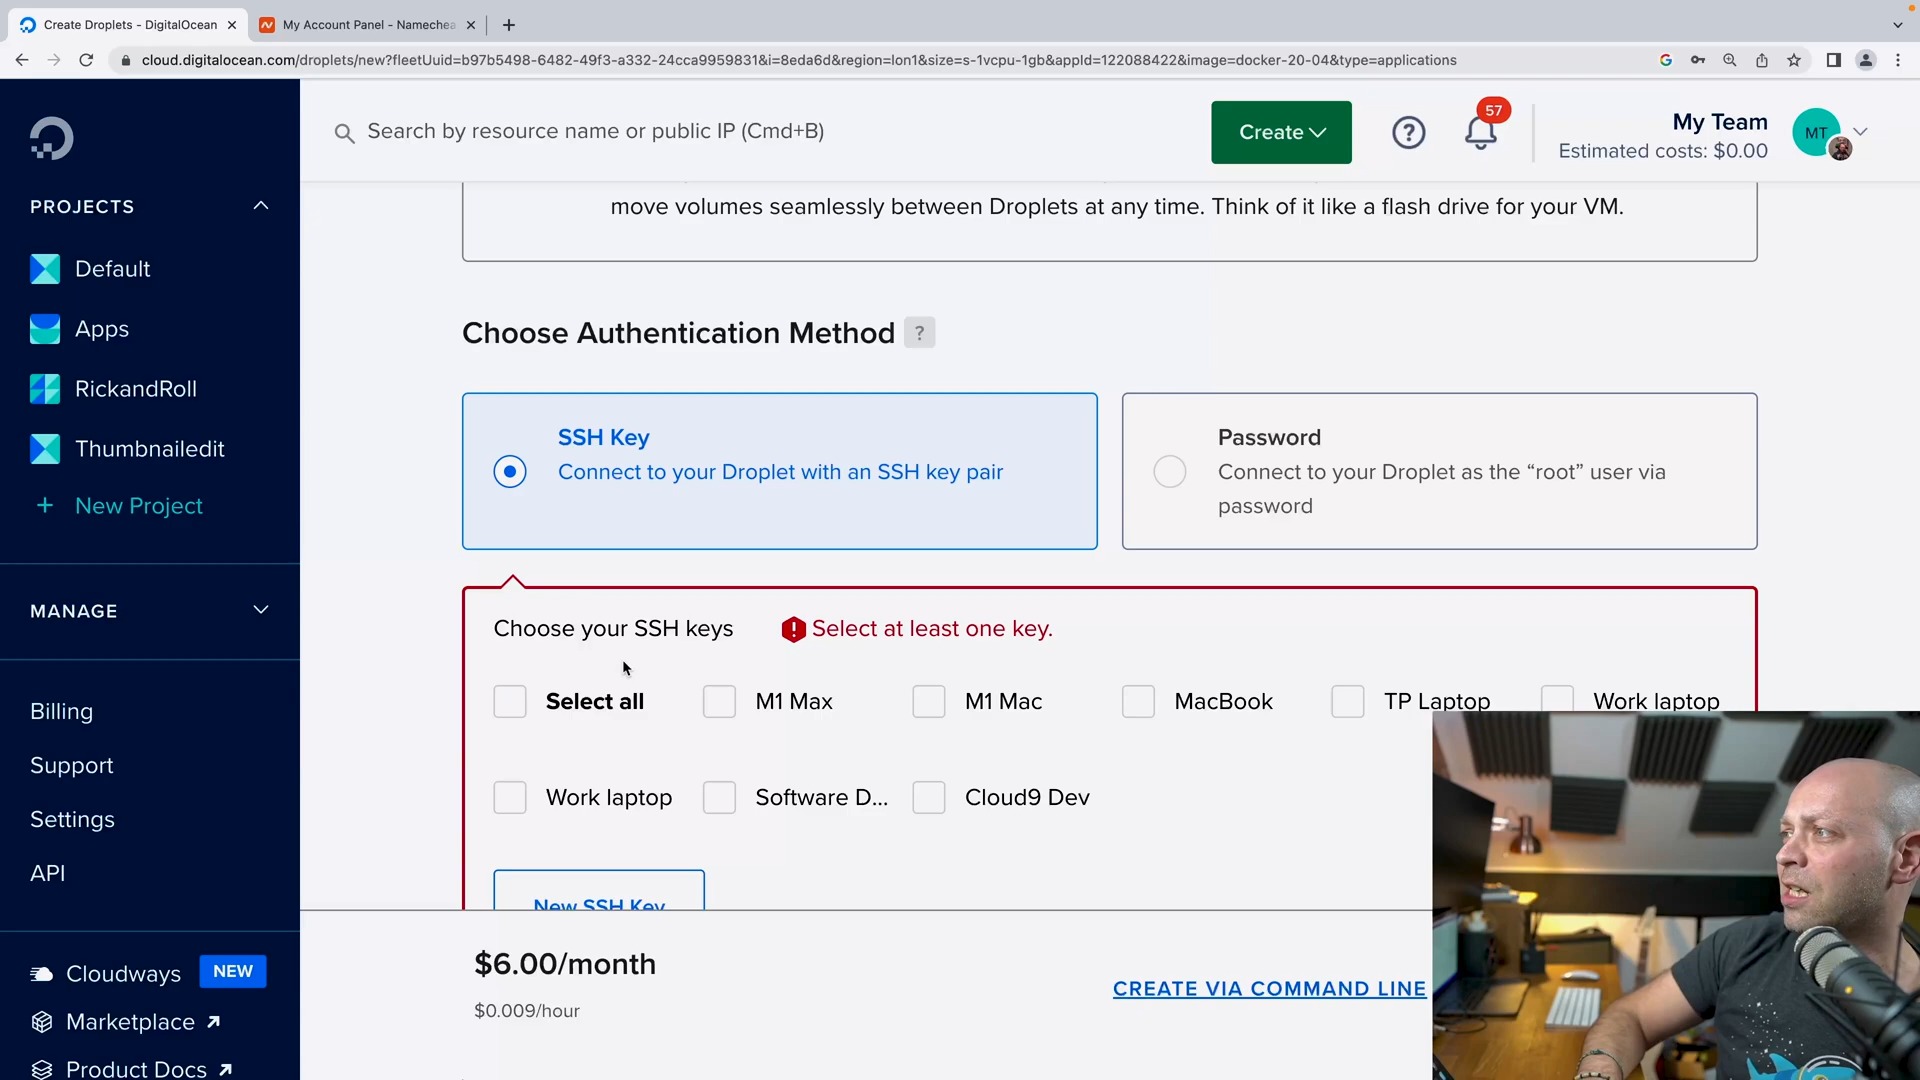 Create Droplets - DigitalOcean
My Account Panel - Namechea
cloud.digitalocean.com/droplets/new?fleetUuid=b97b5498-6482-49f3-a332-24cca9959831&i=8eda6d&region=lon1&size=s-1vcpu-1gb&appId=122088422&image=docker-20-04&type=applications
Search by resource name or public IP (Cmd+B)
Create
57
My Team
Estimated costs: $0.00
MT
PROJECTS
Default
Apps
RickandRoll
Thumbnailedit
+ New Project
MANAGE
Billing
Support
Settings
API
Cloudways NEW
Marketplace
Product Docs
move volumes seamlessly between Droplets at any time. Think of it like a flash drive for your VM.
Choose Authentication Method ?
SSH Key
Connect to your Droplet with an SSH key pair
Password
Connect to your Droplet as the “root” user via
password
Choose your SSH keys Select at least one key.
Select all M1 Max M1 Mac MacBook TP Laptop Work laptop
Work laptop Software D... Cloud9 Dev
New SSH Key
$6.00/month
$0.009/hour
CREATE VIA COMMAND LINE